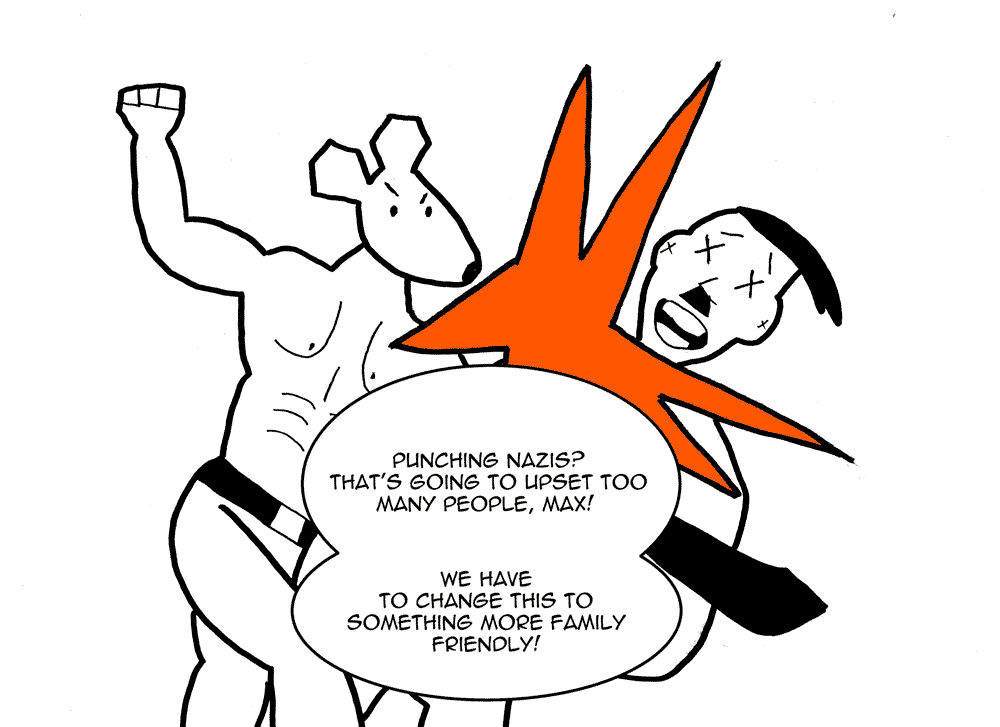 PUNCHING NAZIS?
THAT'S GOING TO UPSET TOO
MANY PEOPLE, MAX!
WE HAVE
TO CHANGE THIS TO
SOMETHING MORE FAMILY
FRIENDLY!